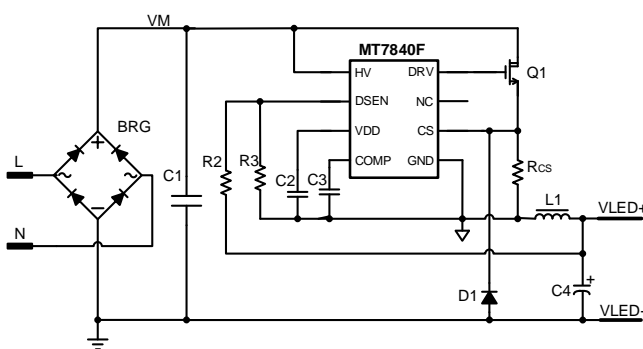 VM
MT7840F
HV
DRV
Q1
DSEN
NC
BRG
VDD
CS
L
~
+
~
−
C1
R2
R3
C2
COMP
C3
GND
RCS
L1
VLED+
N
D1
C4
+
VLED-